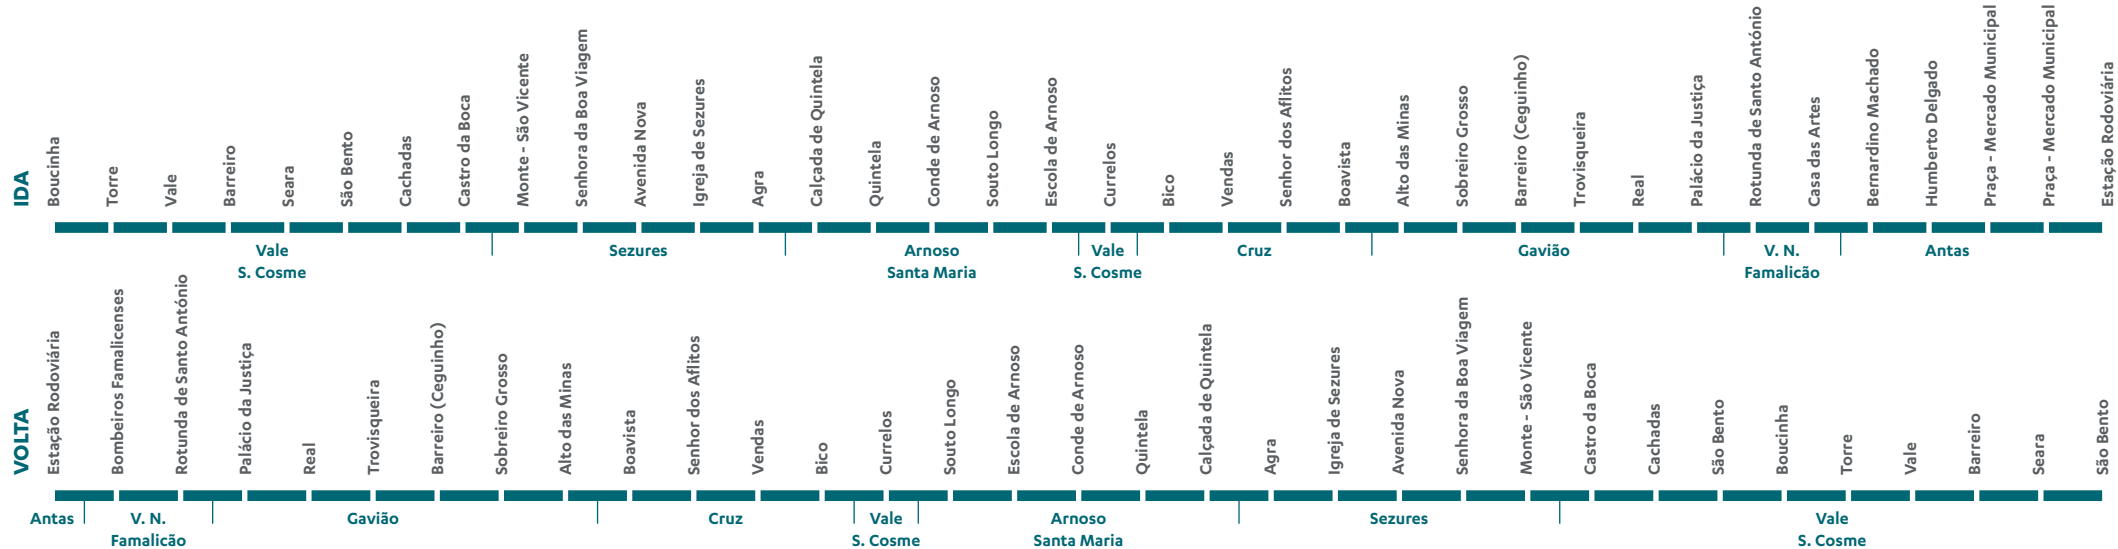 IDA
Boucinha
Torre
Vale
Barreiro
Seara
São Bento
Cachadas
Castro da Boca
Monte - São Vicente
Senhora da Boa Viagem
Avenida Nova
Igreja de Sezures
Agra
Calçada de Quintela
Quintela
Conde de Arnoso
Souto Longo
Escola de Arnoso
Currelos
Bico
Vendas
Senhor dos Aflitos
Boavista
Alto das Minas
Sobreiro Grosso
Barreiro (Ceguinho)
Trovisqueira
Real
Palácio da Justiça
Rotunda de Santo António
Casa das Artes
Bernardino Machado
Humberto Delgado
Praça - Mercado Municipal
Praça - Mercado Municipal
Estação Rodoviária
Vale
S. Cosme
Sezures
Arnoso
Santa Maria
Vale
S. Cosme
Cruz
Gavião
V. N.
Famalicão
Antas
VOLTA
Estação Rodoviária
Bombeiros Famalicenses
Rotunda de Santo António
Palácio da Justiça
Real
Trovisqueira
Barreiro (Ceguinho)
Sobreiro Grosso
Alto das Minas
Boavista
Senhor dos Aflitos
Vendas
Bico
Currelos
Souto Longo
Escola de Arnoso
Conde de Arnoso
Quintela
Calçada de Quintela
Agra
Igreja de Sezures
Avenida Nova
Senhora da Boa Viagem
Monte - São Vicente
Castro da Boca
Cachadas
São Bento
Boucinha
Torre
Vale
Barreiro
Seara
São Bento
Antas
V. N.
Famalicão
Gavião
Cruz
Vale
S. Cosme
Arnoso
Santa Maria
Sezures
Vale
S. Cosme